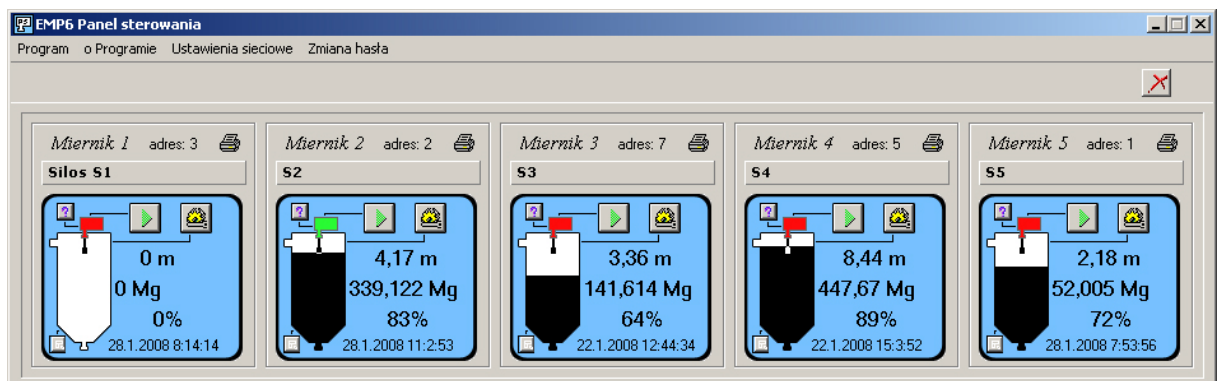 EMP6 Panel sterowania
Program o Programie Ustawienia sieciowe Zmiana hasła
Miernik 1 adres: 3
Silos S1
?
0 m
0 Mg
0%
28.1.2008 8:14:14
Miernik 2 adres: 2
S2
?
4,17 m
339,122 Mg
83%
28.1.2008 11:2:53
Miernik 3 adres: 7
S3
?
3,36 m
141,614 Mg
64%
22.1.2008 12:44:34
Miernik 4 adres: 5
S4
?
8,44 m
447,67 Mg
89%
22.1.2008 15:3:52
Miernik 5 adres: 1
S5
?
2,18 m
52,005 Mg
72%
28.1.2008 7:53:56